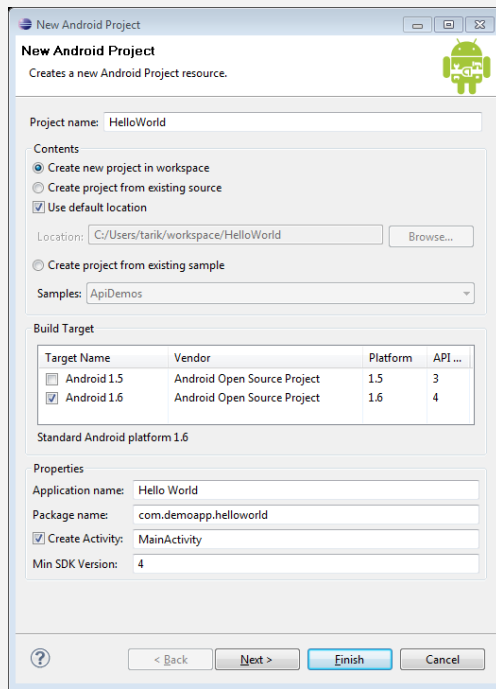 New Android Project
New Android Project
Creates a new Android Project resource.
Project name: HelloWorld
Contents
Create new project in workspace
Create project from existing source
Use default location
Location: C:/Users/tarik/workspace/HelloWorld Browse...
Create project from existing sample
Samples: ApiDemos
Build Target
Target Name Vendor Platform API ...
Android 1.5 Android Open Source Project 1.5 3
Android 1.6 Android Open Source Project 1.6 4
Standard Android platform 1.6
Properties
Application name: Hello World
Package name: com.demoapp.helloworld
Create Activity: MainActivity
Min SDK Version: 4
? < Back Next > Finish Cancel